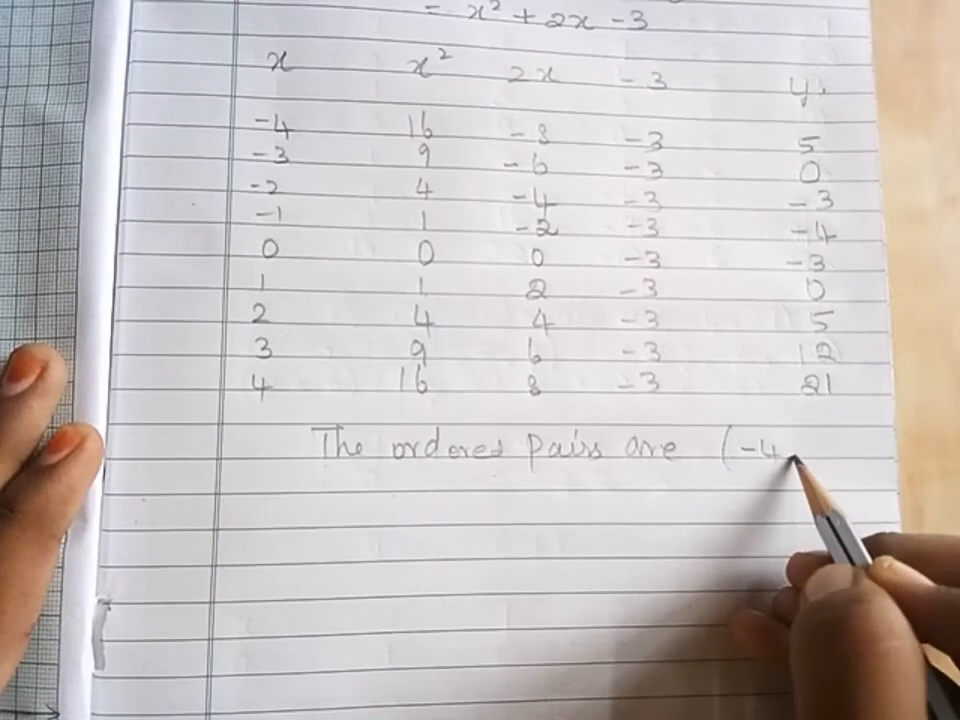 = x² + 2x - 3
x x² 2x - 3 y
-4 16 - 8 -3 5
-3 9 - 6 -3 0
-2 4 -4 -3 -3
-1 1 -2 -3 -4
0 0 0 -3 -3
1 1 2 -3 0
2 4 4 -3 5
3 9 6 -3 12
4 16 8 -3 21
The ordered pairs are (-4